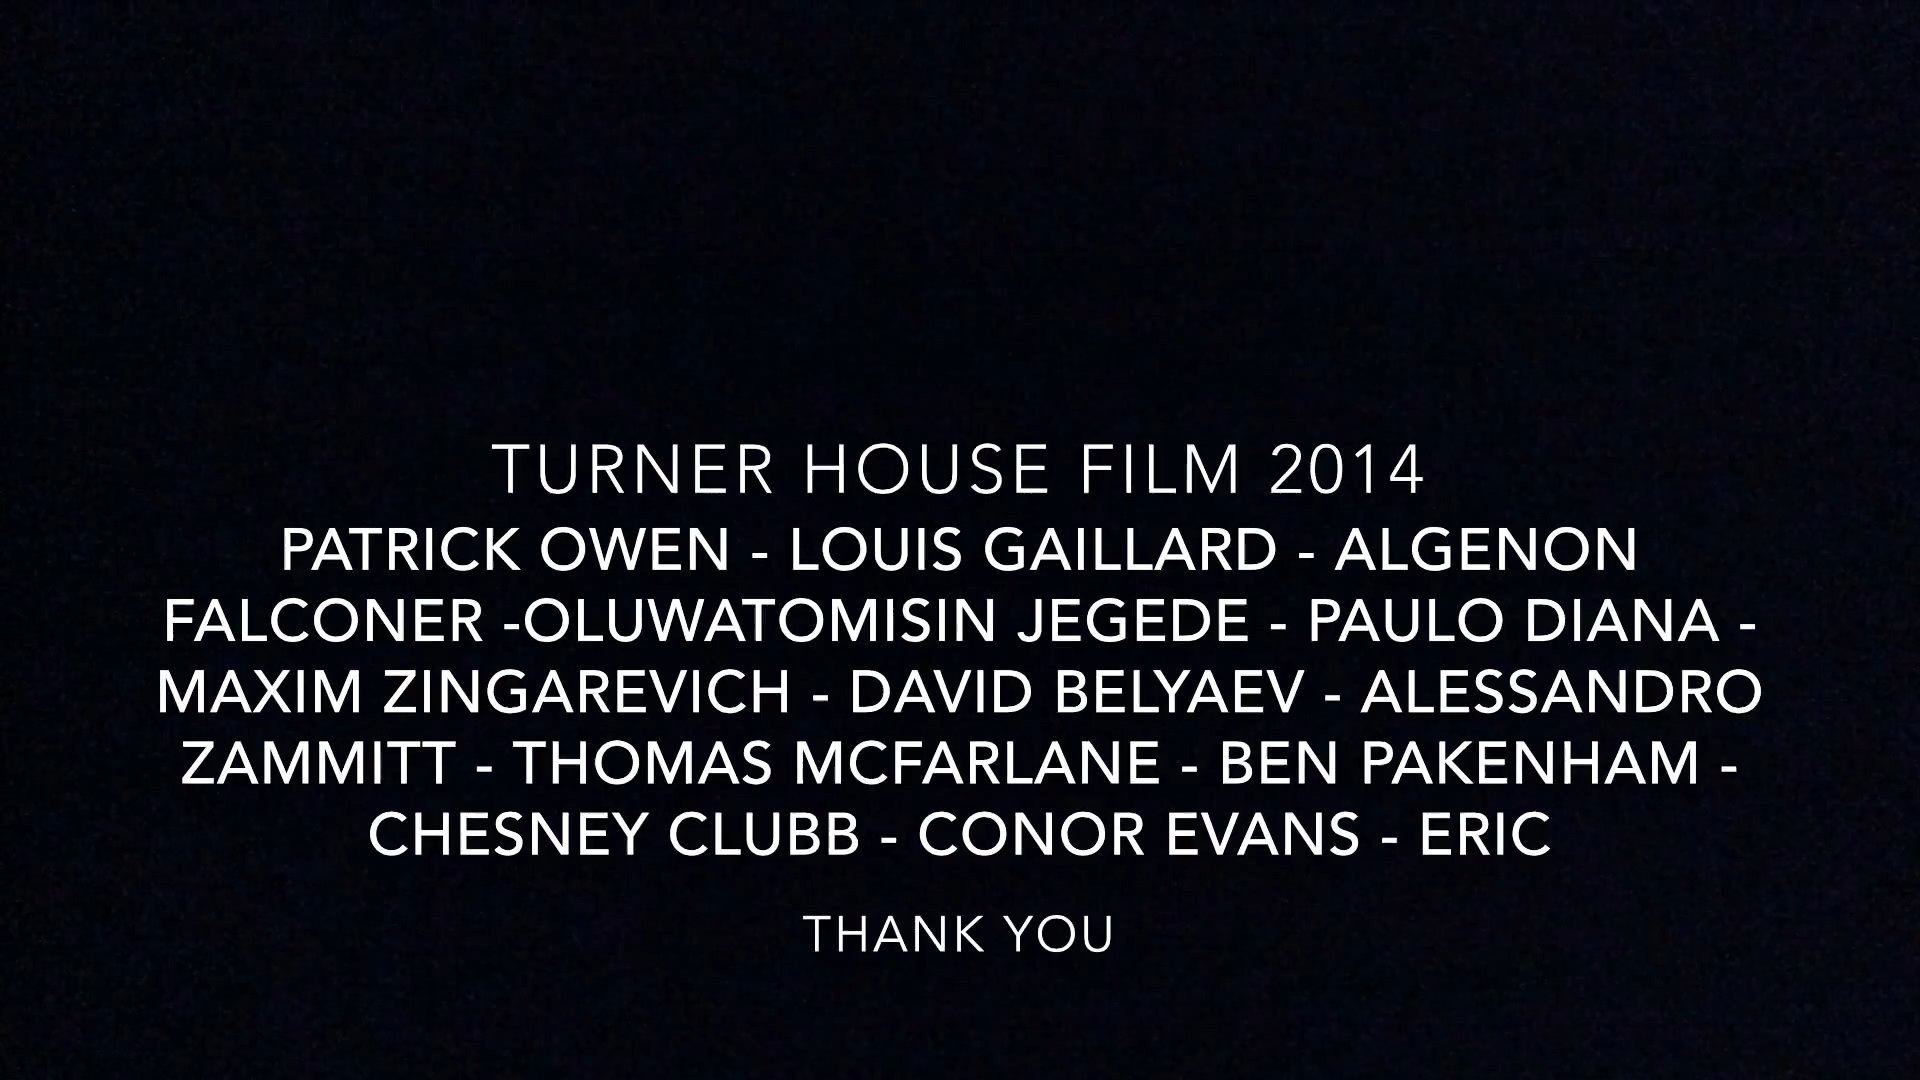 TURNER HOUSE FILM 2014
PATRICK OWEN - LOUIS GAILLARD - ALGENON
FALCONER -OLUWATOMISIN JEGEDE - PAULO DIANA -
MAXIM ZINGAREVICH - DAVID BELYAEV - ALESSANDRO
ZAMMITT - THOMAS MCFARLANE - BEN PAKENHAM -
CHESNEY CLUBB - CONOR EVANS - ERIC
THANK YOU